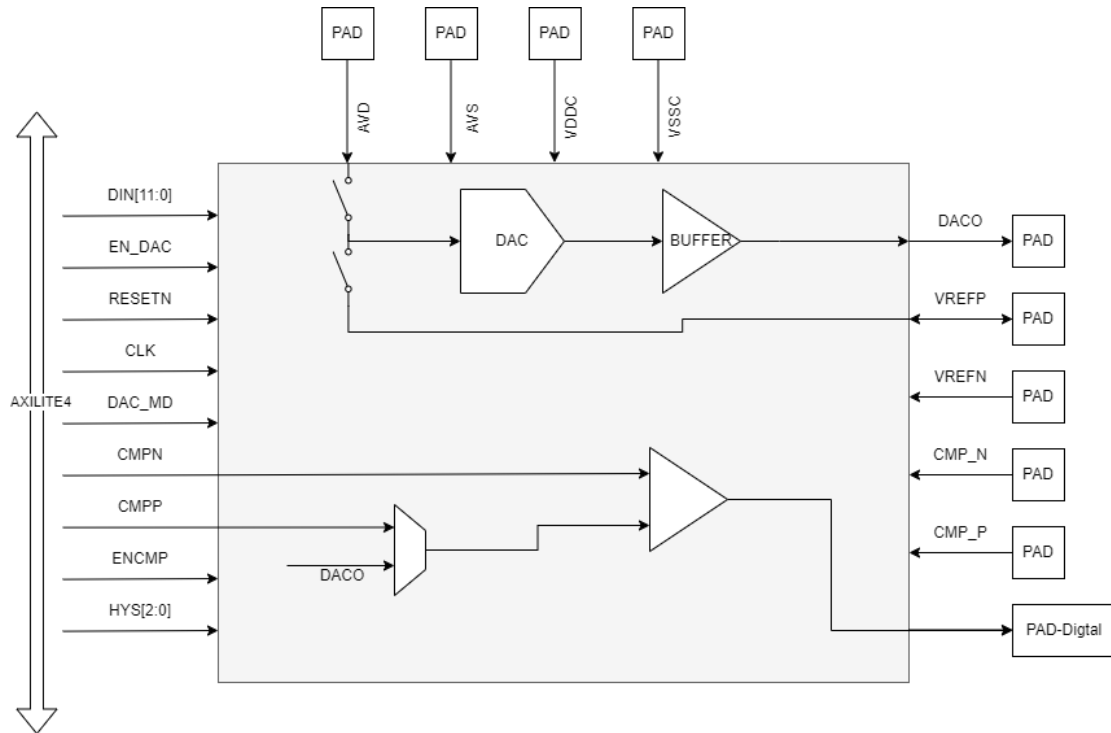 PAD
PAD
PAD
PAD
AVD
AVS
VDDC
VSSC
DIN[11:0]
EN_DAC
RESETN
CLK
AXILITE4
DAC_MD
CMPN
CMPP
ENCMP
HYS[2:0]
DAC
BUFFER
DACO
DACO
PAD
VREFP
PAD
VREFN
PAD
CMP_N
PAD
CMP_P
PAD
PAD-Digtal